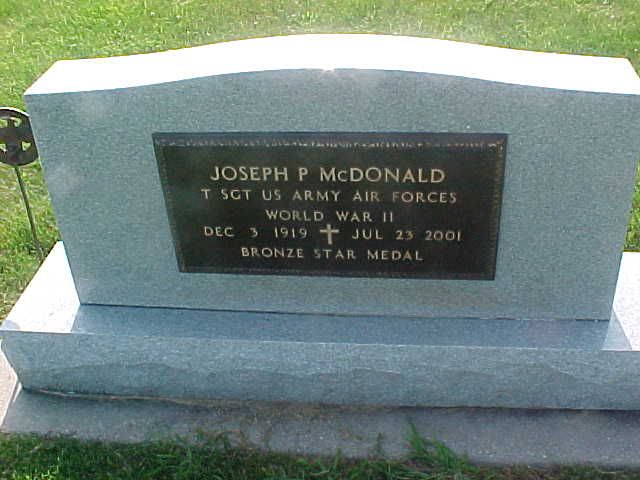 JOSEPH P McDONALD
T SGT US ARMY AIR FORCES
WORLD WAR II
DEC 3 1919 JUL 23 2001
BRONZE STAR MEDAL